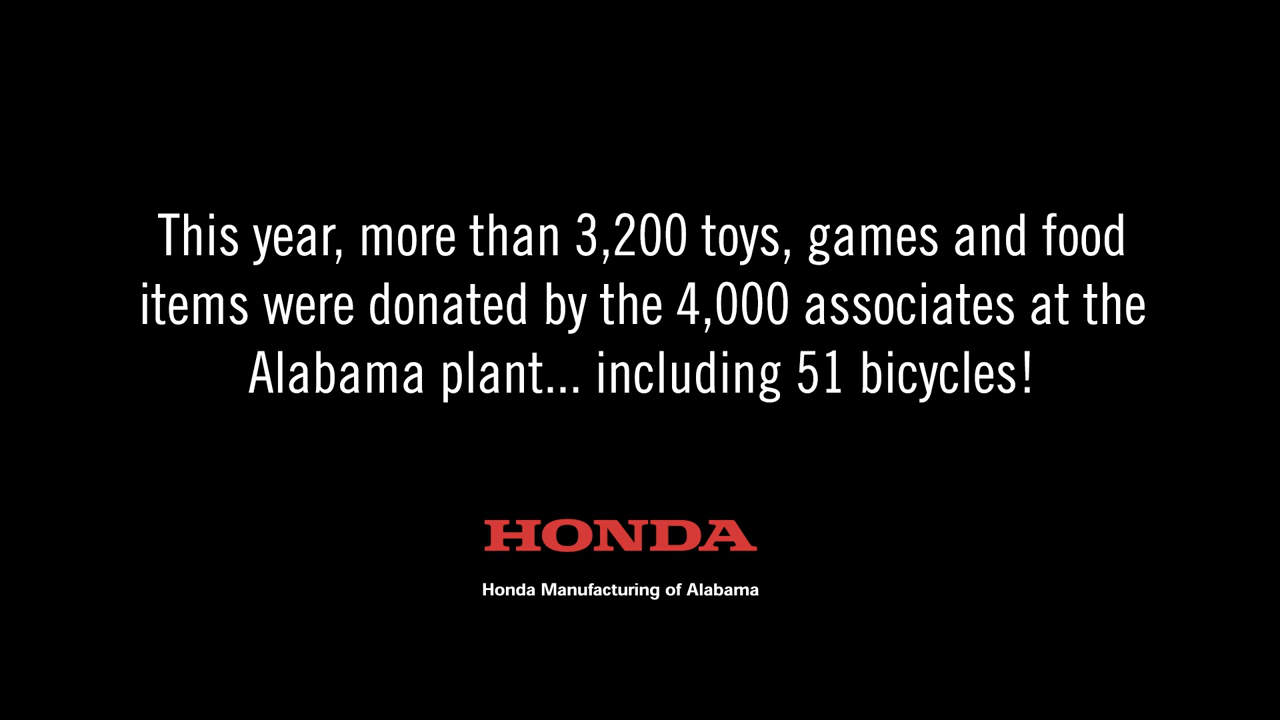 This year, more than 3,200 toys, games and food
items were donated by the 4,000 associates at the
Alabama plant... including 51 bicycles!
HONDA
Honda Manufacturing of Alabama